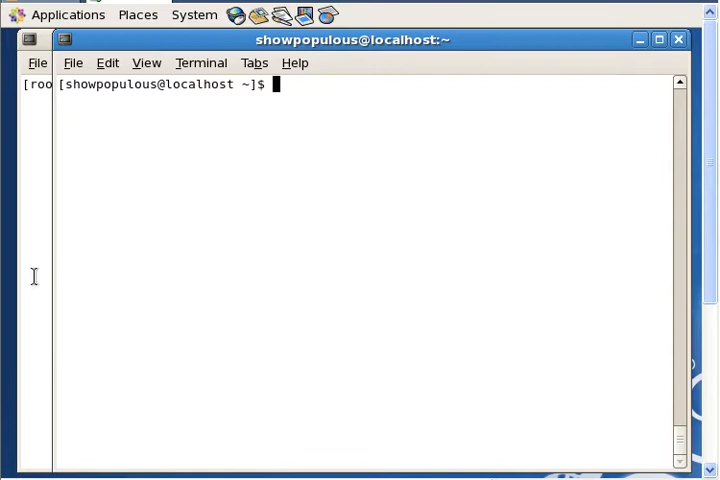 Applications Places System
showpopulous@localhost:~
File
File Edit View Terminal Tabs Help
[roo
[showpopulous@localhost ~]$